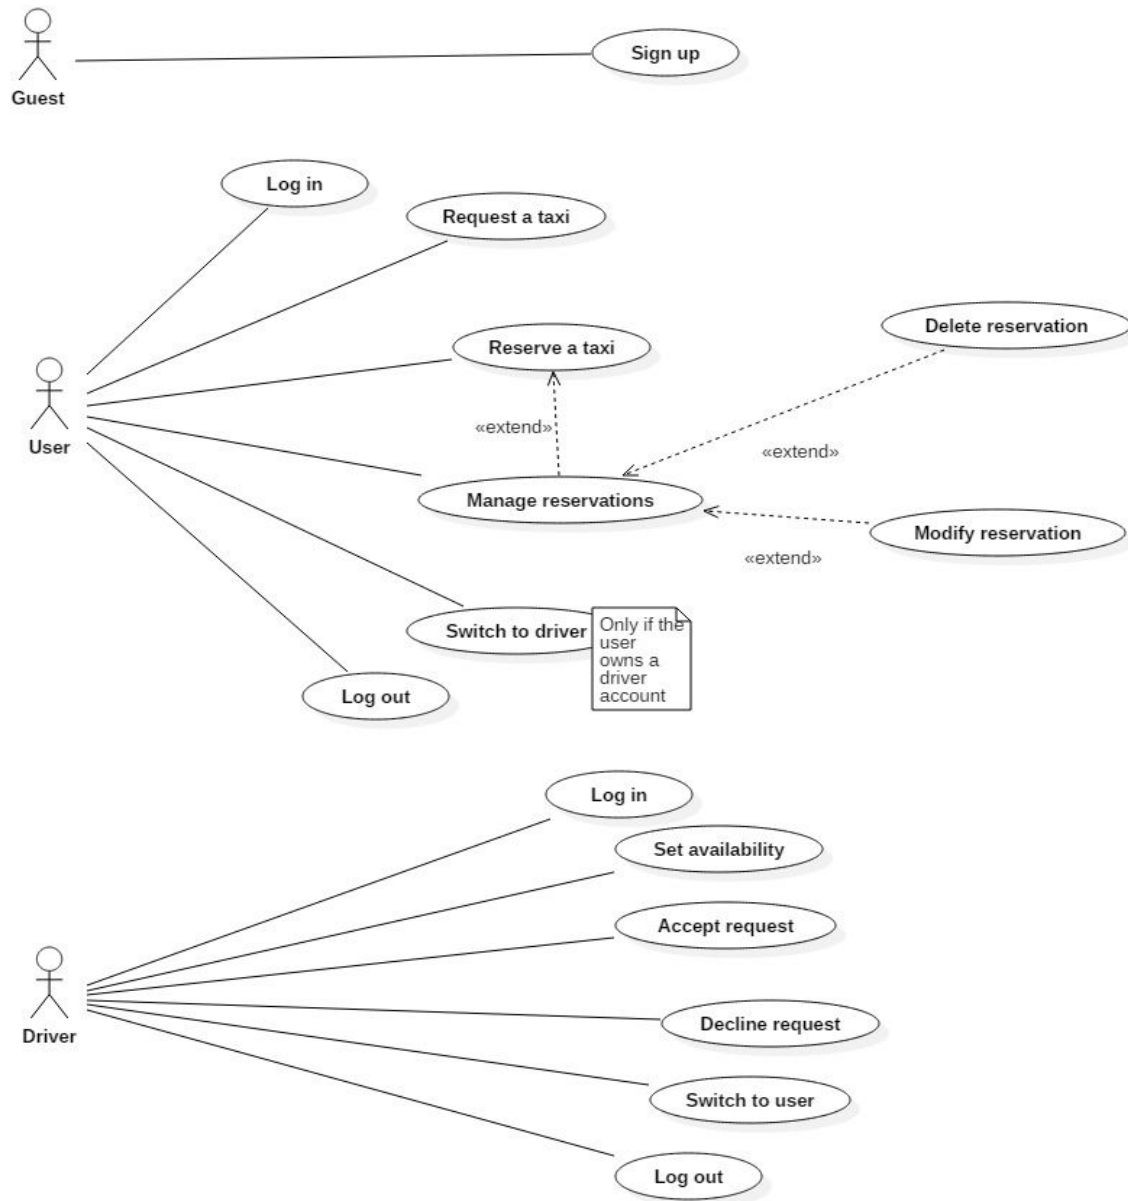 Sign up
Guest
Log in
Request a taxi
Delete reservation
Reserve a taxi
«extend»
User
«extend»
Manage reservations
Modify reservation
«extend»
Switch to driver
Only if the
user
owns a
driver
account
Log out
Log in
Set availability
Accept request
Decline request
Driver
Switch to user
Log out